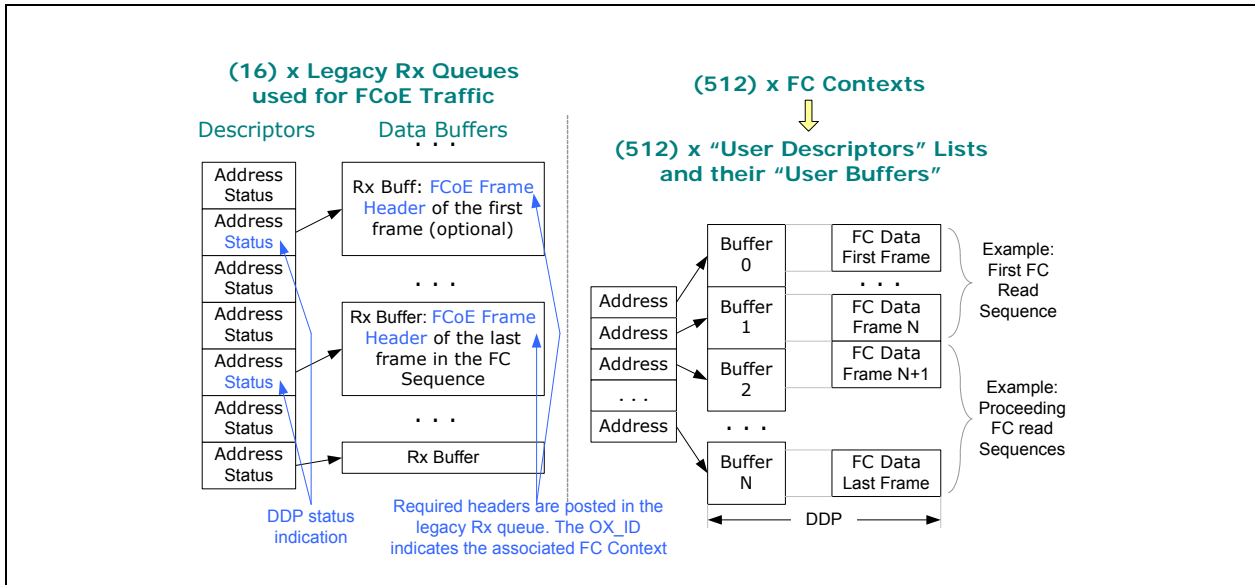 (16) x Legacy Rx Queues
used for FCoE Traffic
Descriptors
Data Buffers
. . .
Address
Status
Address
Status
Address
Status
Address
Status
Address
Status
Address
Status
Address
Status
Rx Buff: FCoE Frame
Header of the first
frame (optional)
. . .
Rx Buffer: FCoE Frame
Header of the last
frame in the FC
Sequence
. . .
Rx Buffer
DDP status
indication
Required headers are posted in the
legacy Rx queue. The OX_ID
indicates the associated FC Context
(512) x FC Contexts
(512) x “User Descriptors” Lists
and their “User Buffers”
Address
Address
Address
. . .
Address
Buffer
0
Buffer
1
Buffer
2
. . .
Buffer
N
FC Data
First Frame
. . .
FC Data
Frame N
FC Data
Frame N+1
FC Data
Last Frame
DDP
Example:
First FC
Read
Sequence
Example:
Proceeding
FC read
Sequences